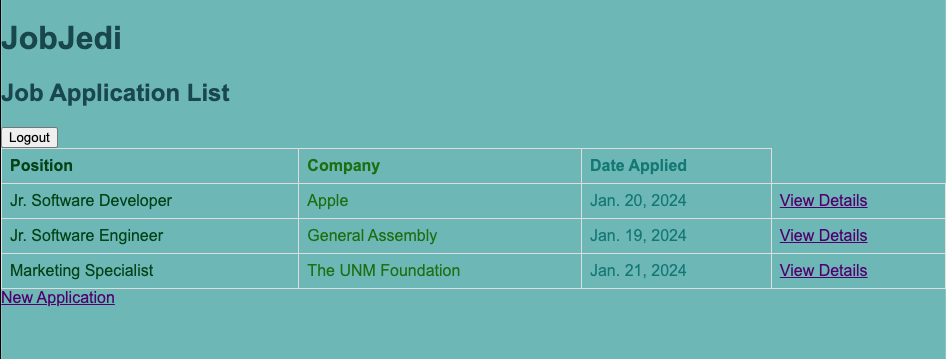 JobJedi
Job Application List
Logout
Position Company Date Applied
Jr. Software Developer Apple Jan. 20, 2024 View Details
Jr. Software Engineer General Assembly Jan. 19, 2024 View Details
Marketing Specialist The UNM Foundation Jan. 21, 2024 View Details
New Application